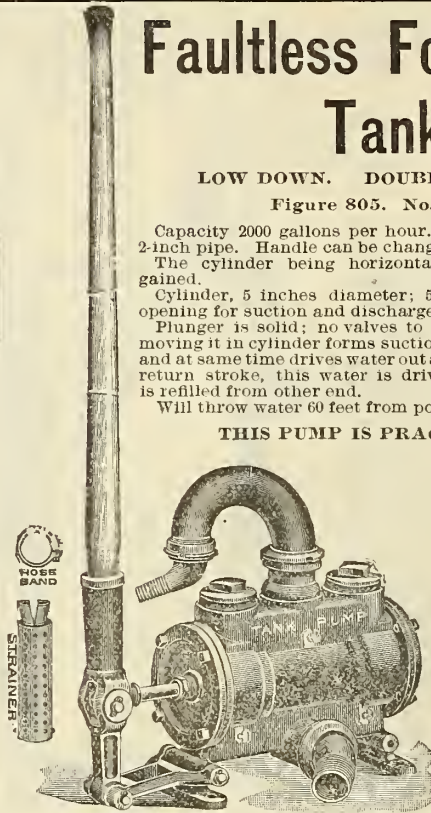 Faultless Fo
Tank
LOW DOWN. DOUB
Figure 805. No.
Capacity 2000 gallons per hour.
2-inch pipe. Handle can be chang
The cylinder being horizonta
gained.
Cylinder, 5 inches diameter; 5
opening for suction and discharge
Plunger is solid; no valves to
moving it in cylinder forms suctio
and at same time drives water out
return stroke, this water is driv
is refilled from other end.
Will throw water 60 feet from po
THIS PUMP IS PRAC
HOSE
BAND
STRAINER
TANK PUMP